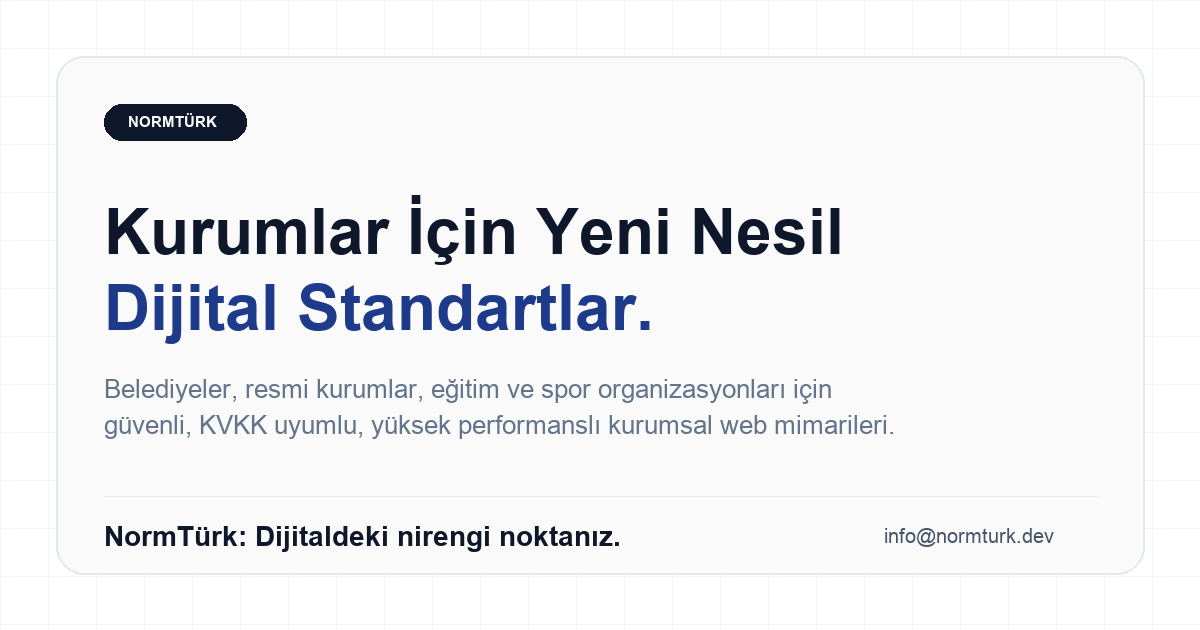 NORMTÜRK
Kurumlar İçin Yeni Nesil
Dijital Standartlar.
Belediyeler, resmi kurumlar, eğitim ve spor organizasyonları için
güvenli, KVKK uyumlu, yüksek performanslı kurumsal web mimarileri.
NormTürk: Dijitaldeki nirengi noktanız.
info@normturk.dev